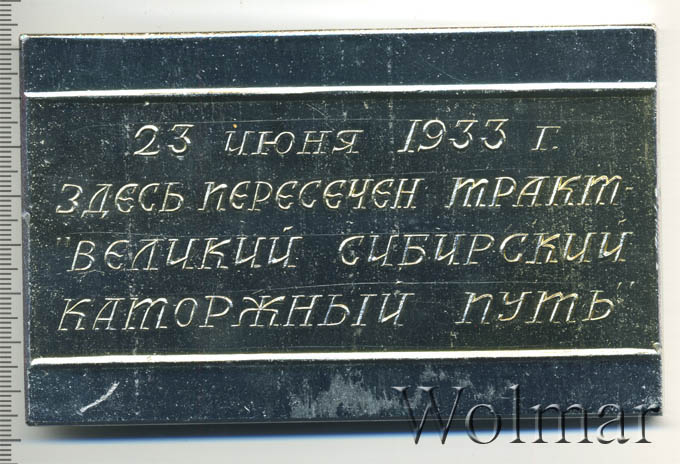 23 июня 1933 г.
ЗДЕСЬ ПЕРЕСЕЧЕН ТРАКТ-
"ВЕЛИКИЙ СИБИРСКИЙ
КАТОРЖНЫЙ ПУТЬ"
Wolmar